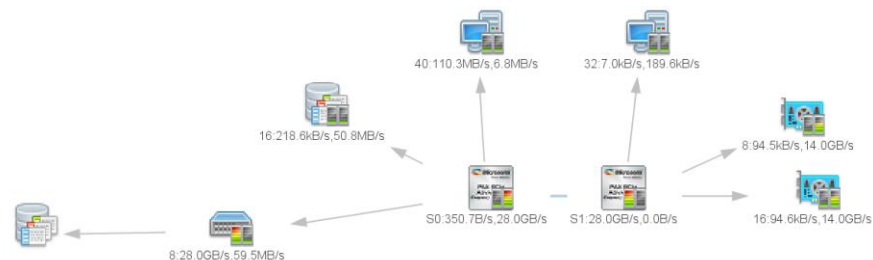 40:110.3MB/s,6.8MB/s
32:7.0kB/s,189.6kB/s
16:218.6kB/s,50.8MB/s
8:94.5kB/s,14.0GB/s
S0:350.7B/s,28.0GB/s
S1:28.0GB/s,0.0B/s
16:94.6kB/s,14.0GB/s
8:28.0GB/s,59.5MB/s